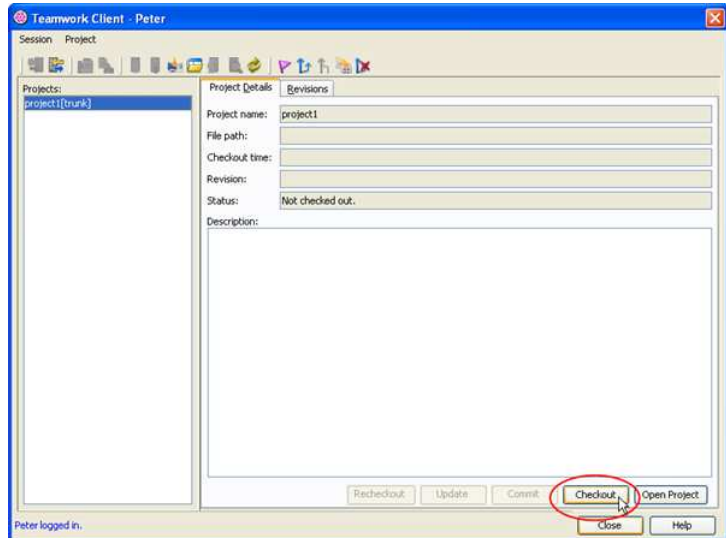 Teamwork Client - Peter
Session Project
Projects:
project1[trunk]
Project Details Revisions
Project name: project1
File path:
Checkout time:
Revision:
Status: Not checked out.
Description:
Recheckout Update Commit Checkout Open Project
Peter logged in. Close Help